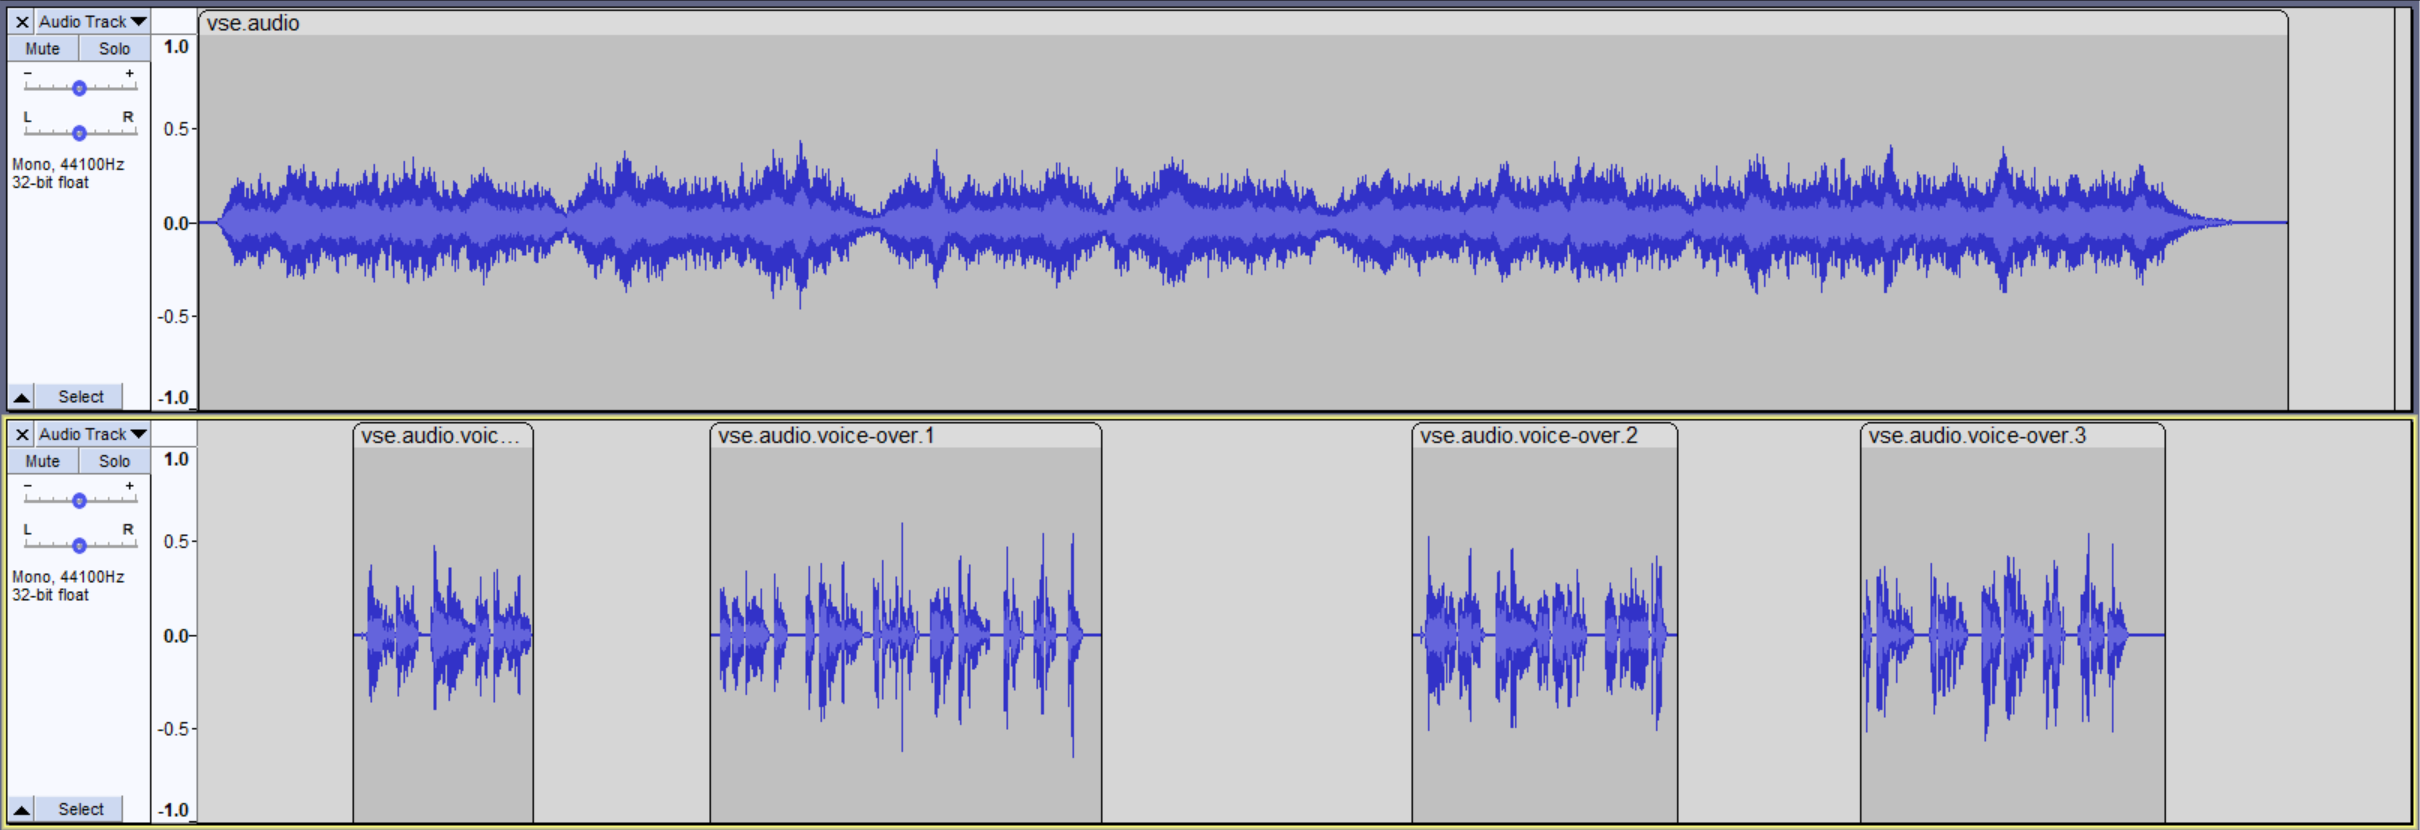 Audio Track
vse.audio
Mute Solo
1.0
- +
0.5
L R
Mono, 44100Hz
32-bit float
0.0
-0.5
Select
-1.0
Audio Track
vse.audio.voic...
vse.audio.voice-over.1
vse.audio.voice-over.2
vse.audio.voice-over.3
Mute Solo
1.0
- +
0.5
L R
Mono, 44100Hz
32-bit float
0.0
-0.5
Select
-1.0